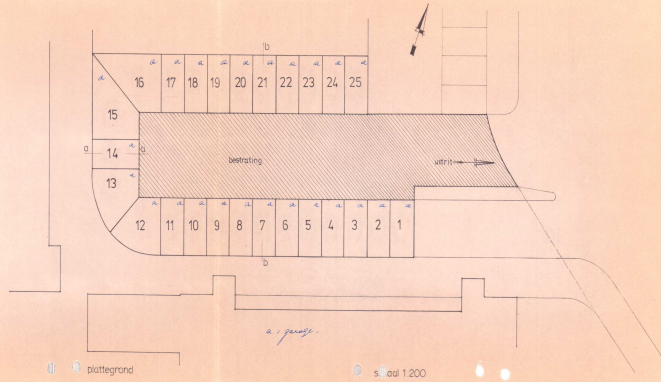 b
a a a a a a a a a a
16 17 18 19 20 21 22 23 24 25
15
a 14 a a
bestrating
uitrit
13 a
a a a a a a a a a a a a
12 11 10 9 8 7 6 5 4 3 2 1
b
a : garage.
plattegrond
schaal 1:200